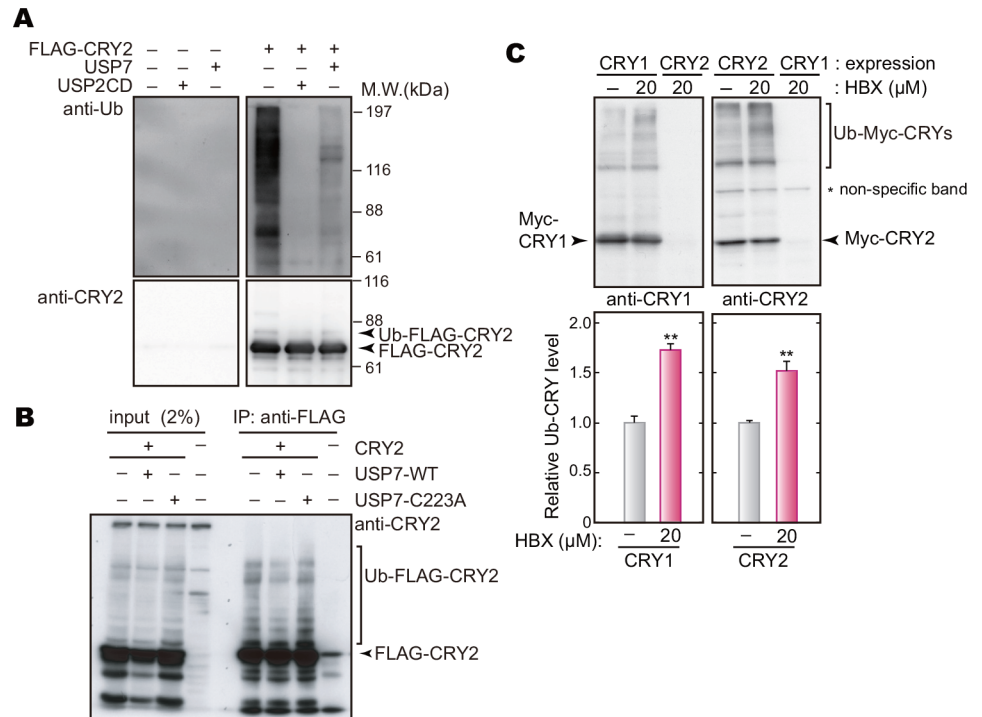 A
FLAG-CRY2 – – – + + +
USP7 – – + – – +
USP2CD – + – – + –
M.W.(kDa)
anti-Ub
197
116
88
61
anti-CRY2
116
88
Ub-FLAG-CRY2
FLAG-CRY2
61
B
input (2%) IP: anti-FLAG
+ – + – CRY2
– + – – – + – – USP7-WT
– – + – – – + – USP7-C223A
anti-CRY2
Ub-FLAG-CRY2
FLAG-CRY2
C
CRY1 CRY2 CRY2 CRY1 : expression
– 20 20 – 20 20 : HBX (μM)
Ub-Myc-CRYs
* non-specific band
Myc-
CRY1
Myc-CRY2
anti-CRY1 anti-CRY2
Relative Ub-CRY level
2.0
1.0
0.5
0
** **
HBX (μM): – 20 – 20
CRY1 CRY2